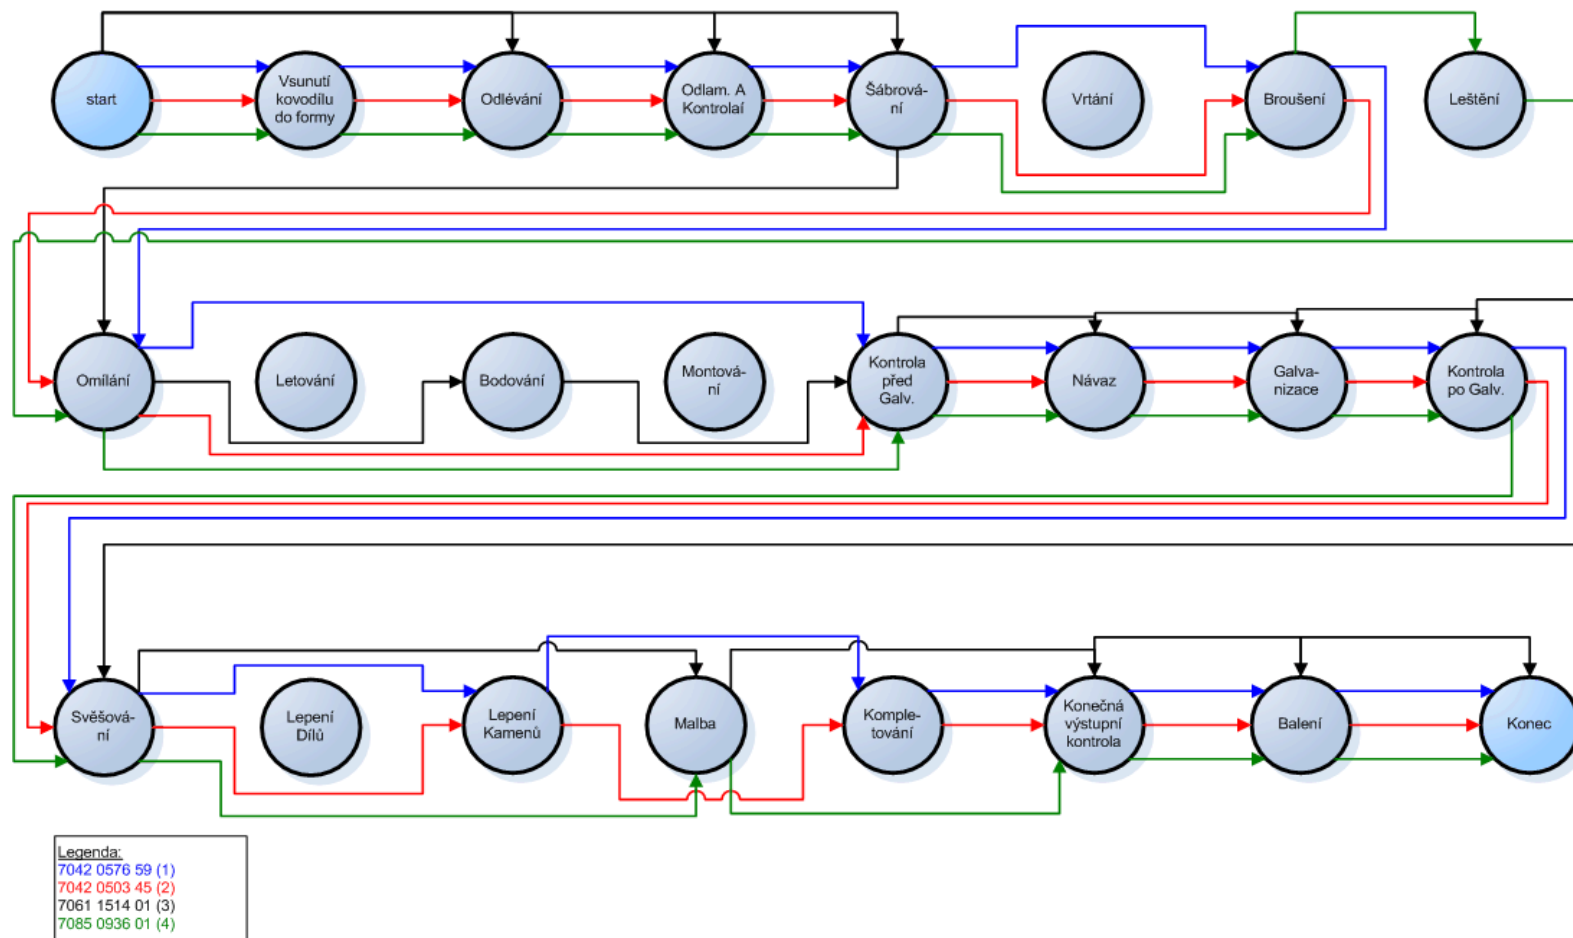 start
Vsunutí
kovodílu
do formy
Odlévání
Odlam. A
Kontrolaí
Šábrová-
ní
Vrtání
Broušení
Leštění
Omílání
Letování
Bodování
Montová-
ní
Kontrola
před
Galv.
Návaz
Galva-
nizace
Kontrola
po Galv.
Svěšová-
ní
Lepení
Dílů
Lepení
Kamenů
Malba
Komple-
tování
Konečná
výstupní
kontrola
Balení
Konec
Legenda:
7042 0576 59 (1)
7042 0503 45 (2)
7061 1514 01 (3)
7085 0936 01 (4)